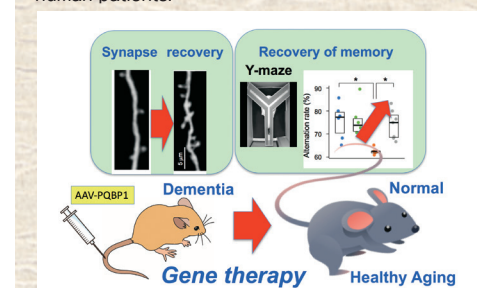 human patients.
Synapse recovery
Recovery of memory
Y-maze
5 μm
Alternation rate (%)
90
80
70
60
*
*
AAV-PQBP1
Dementia
Normal
Gene therapy
Healthy Aging